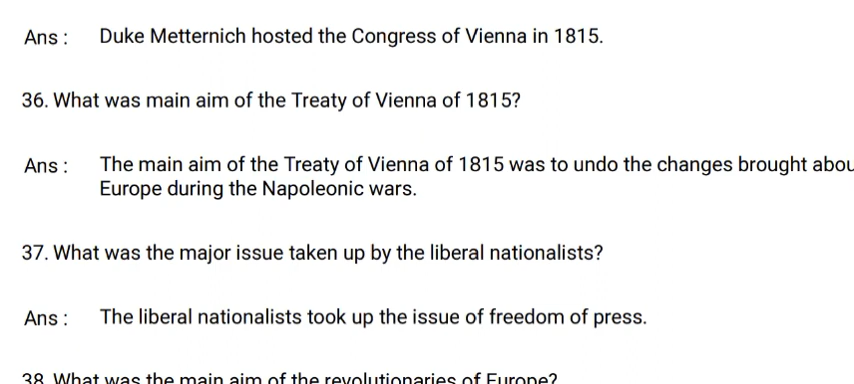 Ans : Duke Metternich hosted the Congress of Vienna in 1815.
36. What was main aim of the Treaty of Vienna of 1815?
Ans : The main aim of the Treaty of Vienna of 1815 was to undo the changes brought
Europe during the Napoleonic wars.
37. What was the major issue taken up by the liberal nationalists?
Ans : The liberal nationalists took up the issue of freedom of press.
38. What was the main aim of the revolutionaries of Europe?